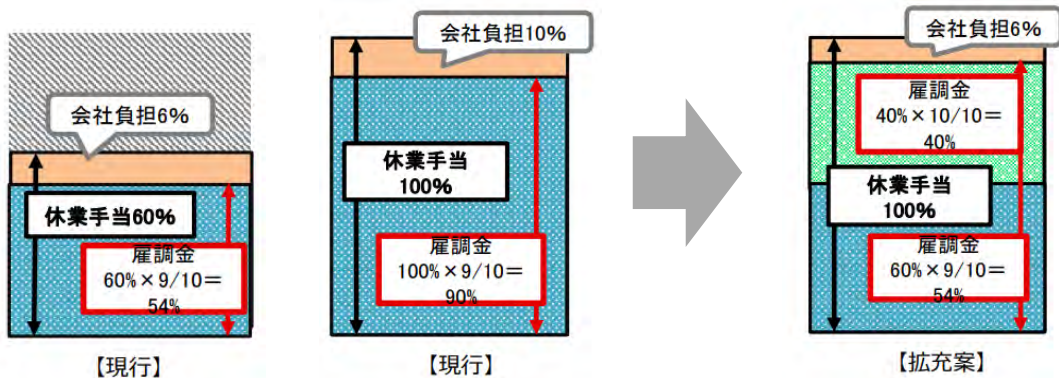 会社負担6%
休業手当60%
雇調金
60%×9/10＝
54%
【現行】
会社負担10%
休業手当
100%
雇調金
100%×9/10＝
90%
【現行】
会社負担6%
雇調金
40%×10/10＝
40%
休業手当
100%
雇調金
60%×9/10＝
54%
【拡充案】